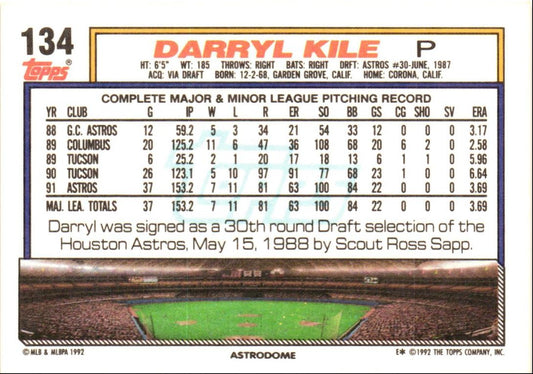 134
DARRYL KILE P
Topps®
HT: 6'5" WT: 185 THROWS: RIGHT BATS: RIGHT DRFT: ASTROS #30-JUNE, 1987
ACQ: VIA DRAFT BORN: 12-2-68, GARDEN GROVE, CALIF. HOME: CORONA, CALIF.
COMPLETE MAJOR & MINOR LEAGUE PITCHING RECORD
YR CLUB G IP W L R ER SO BB GS CG SHO SV ERA
88 G.C. ASTROS 12 59.2 5 3 34 21 54 33 12 0 0 0 3.17
89 COLUMBUS 20 125.2 11 6 47 36 108 68 20 6 2 0 2.58
89 TUCSON 6 25.2 2 1 20 17 18 13 6 1 1 0 5.96
90 TUCSON 26 123.1 5 10 97 91 77 68 23 1 0 0 6.64
91 ASTROS 37 153.2 7 11 81 63 100 84 22 0 0 0 3.69
MAJ. LEA. TOTALS 37 153.2 7 11 81 63 100 84 22 0 0 0 3.69
Darryl was signed as a 30th round Draft selection of the
Houston Astros, May 15, 1988 by Scout Ross Sapp.
© MLB & MLBPA 1992 ASTRODOME E* © 1992 THE TOPPS COMPANY, INC.